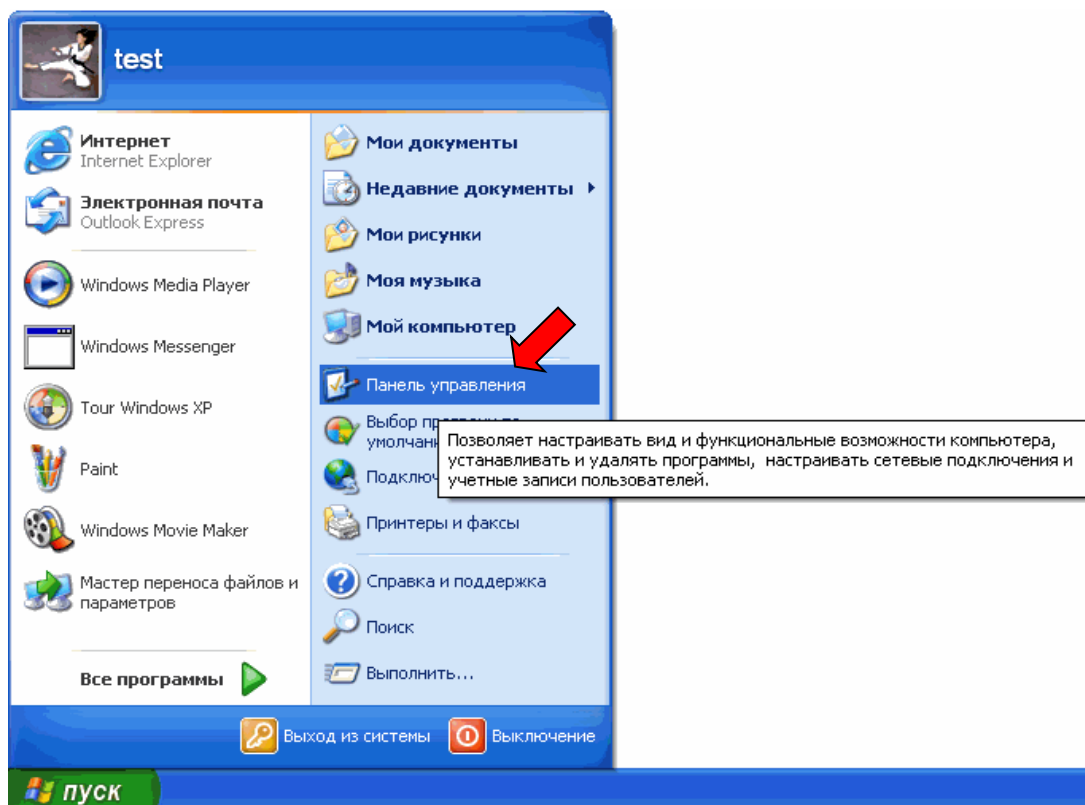 test
Интернет
Internet Explorer
Электронная почта
Outlook Express
Windows Media Player
Windows Messenger
Tour Windows XP
Paint
Windows Movie Maker
Мастер переноса файлов и
параметров
Все программы
Мои документы
Недавние документы
Мои рисунки
Моя музыка
Мой компьютер
Панель управления
Выбор
Позволяет настраивать вид и функциональные возможности компьютера,
устанавливать и удалять программы, настраивать сетевые подключения и
учетные записи пользователей.
Принтеры и факсы
Справка и поддержка
Поиск
Выполнить...
Выход из системы
Выключение
пуск